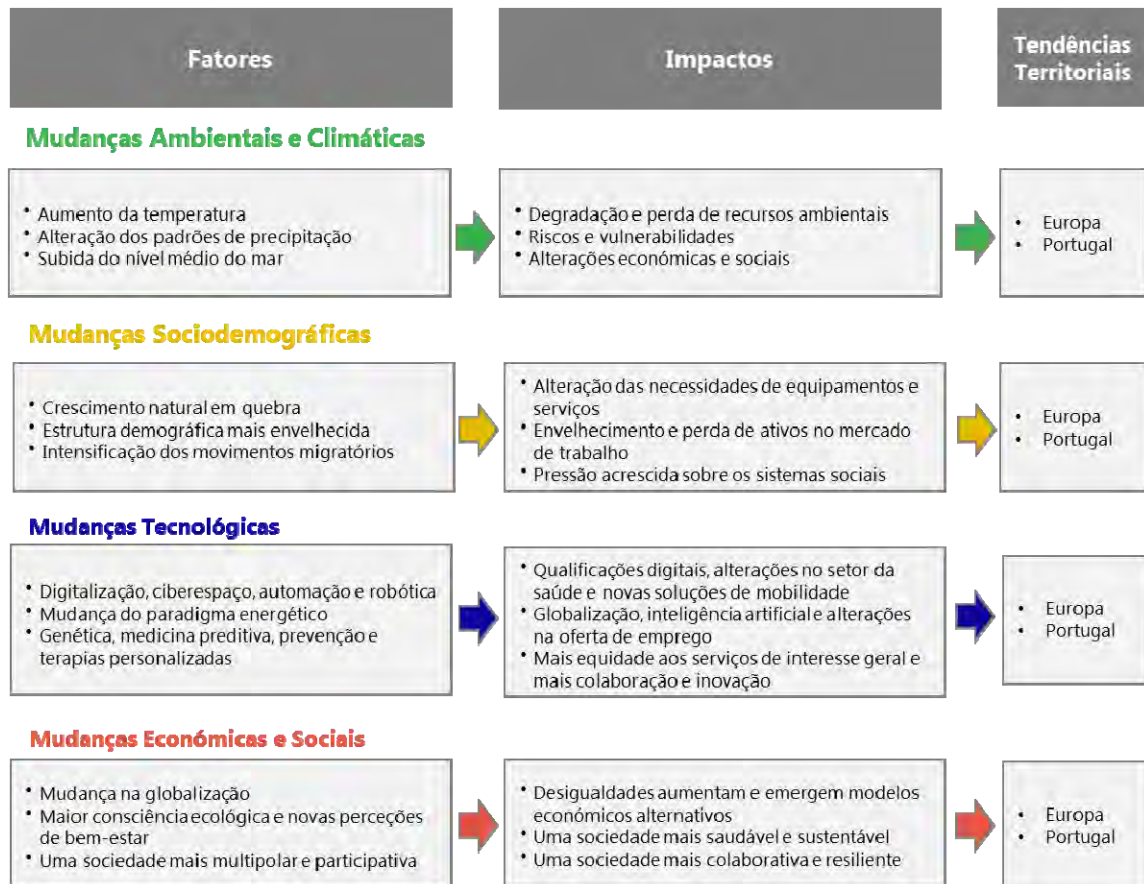 Fatores
Impactos
Tendências
Territoriais
Mudanças Ambientais e Climáticas
• Aumento da temperatura
• Alteração dos padrões de precipitação
• Subida do nível médio do mar
• Degradação e perda de recursos ambientais
• Riscos e vulnerabilidades
• Alterações económicas e sociais
• Europa
• Portugal
Mudanças Sociodemográficas
• Crescimento natural em quebra
• Estrutura demográfica mais envelhecida
• Intensificação dos movimentos migratórios
• Alteração das necessidades de equipamentos e
serviços
• Envelhecimento e perda de ativos no mercado
de trabalho
• Pressão acrescida sobre os sistemas sociais
• Europa
• Portugal
Mudanças Tecnológicas
• Digitalização, ciberespaço, automação e robótica
• Mudança do paradigma energético
• Genética, medicina preditiva, prevenção e
terapias personalizadas
• Qualificações digitais, alterações no setor da
saúde e novas soluções de mobilidade
• Globalização, inteligência artificial e alterações
na oferta de emprego
• Mais equidade aos serviços de interesse geral e
mais colaboração e inovação
• Europa
• Portugal
Mudanças Económicas e Sociais
• Mudança na globalização
• Maior consciência ecológica e novas perceções
de bem-estar
• Uma sociedade mais multipolar e participativa
• Desigualdades aumentam e emergem modelos
económicos alternativos
• Uma sociedade mais saudável e sustentável
• Uma sociedade mais colaborativa e resiliente
• Europa
• Portugal